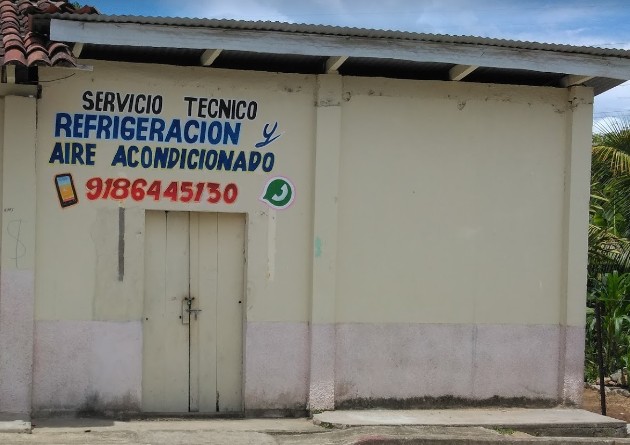 SERVICIO TECNICO
REFRIGERACION y
AIRE ACONDICIONADO
9186445130